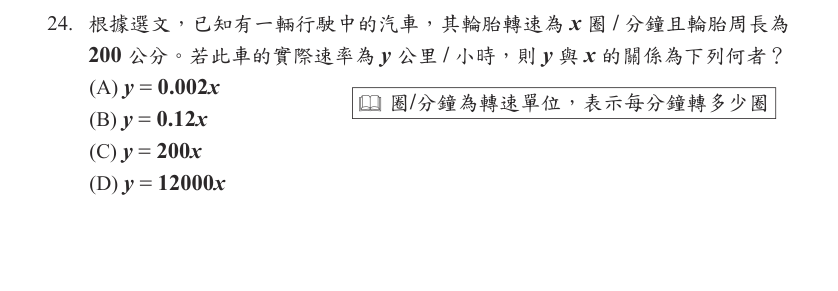 24. 根據選文，已知有一輛行駛中的汽車，其輪胎轉速為 x 圈 / 分鐘且輪胎周長為
200 公分。若此車的實際速率為 y 公里 / 小時，則 y 與 x 的關係為下列何者？
(A) y = 0.002x
圈/分鐘為轉速單位，表示每分鐘轉多少圈
(B) y = 0.12x
(C) y = 200x
(D) y = 12000x